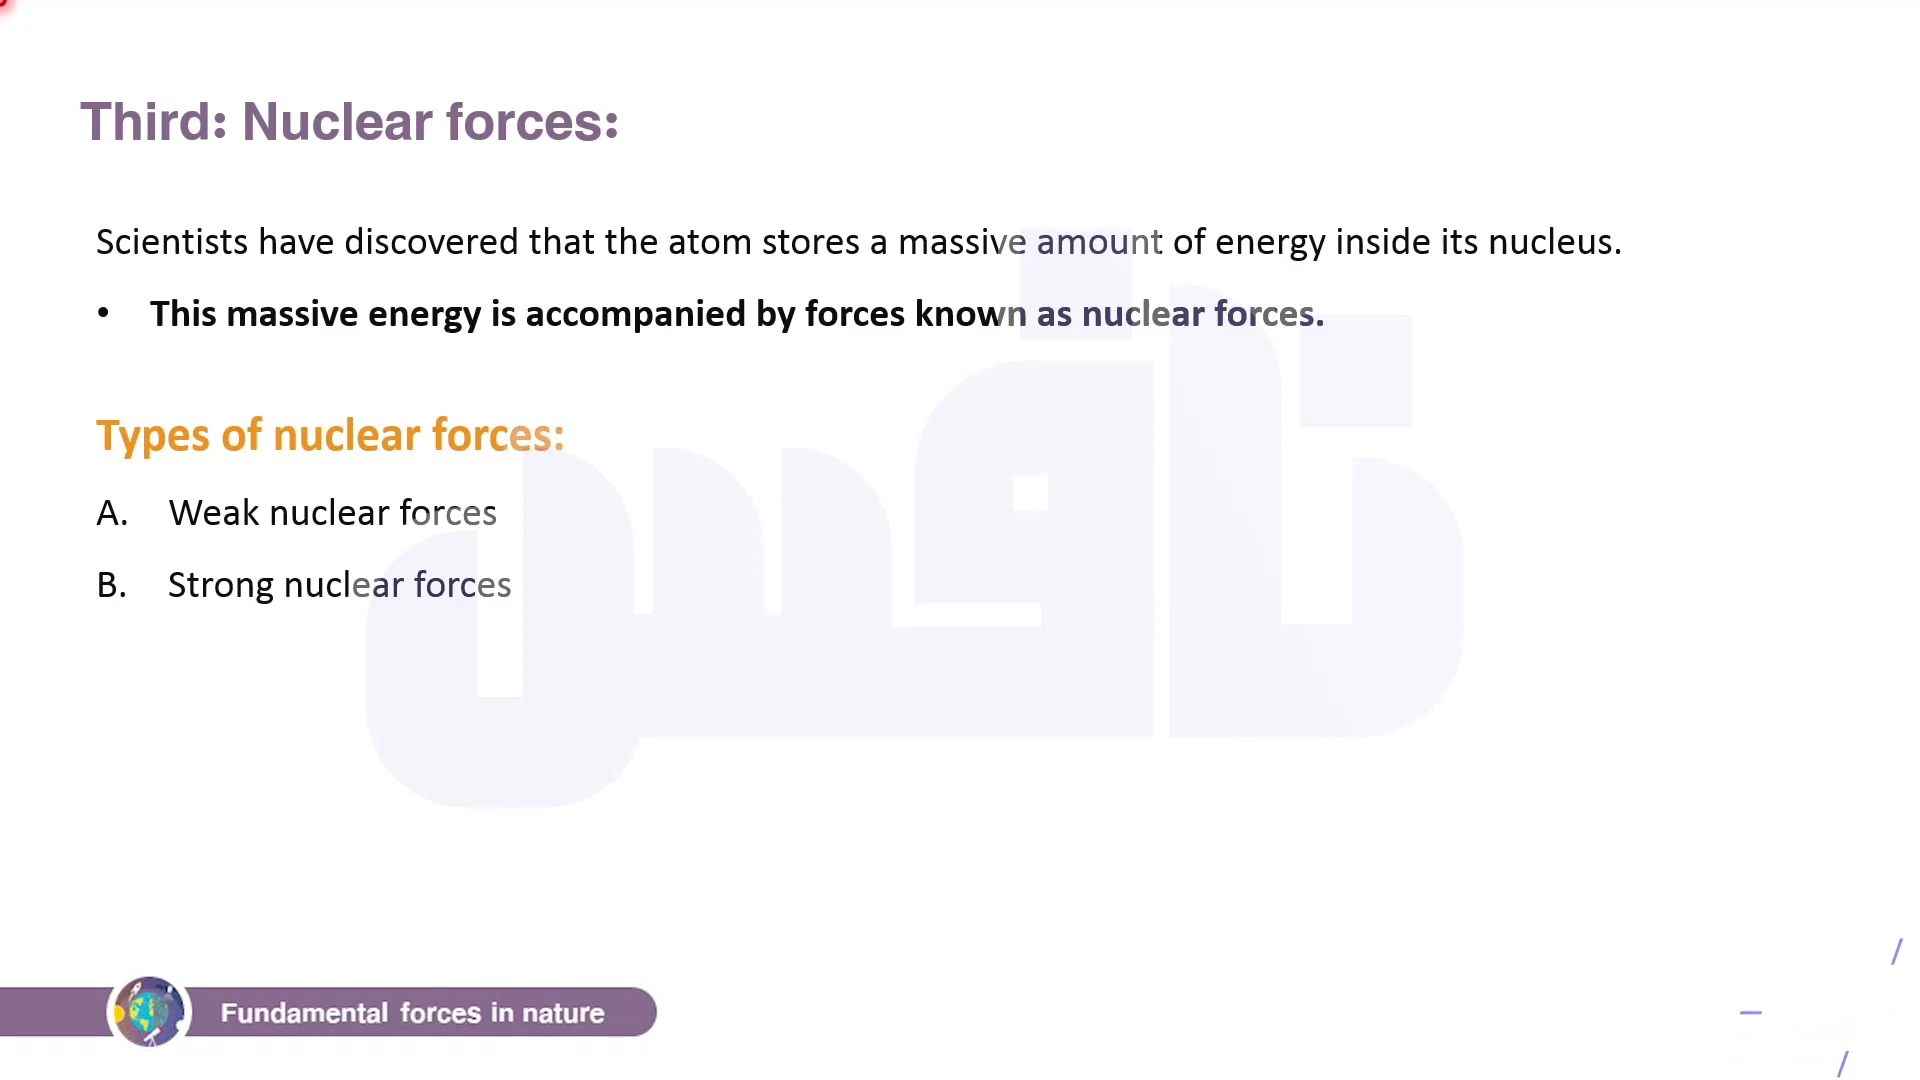 Third: Nuclear forces:
Scientists have discovered that the atom stores a massive amount of energy inside its nucleus.
• This massive energy is accompanied by forces known as nuclear forces.
Types of nuclear forces:
A. Weak nuclear forces
B. Strong nuclear forces
نافس
Fundamental forces in nature